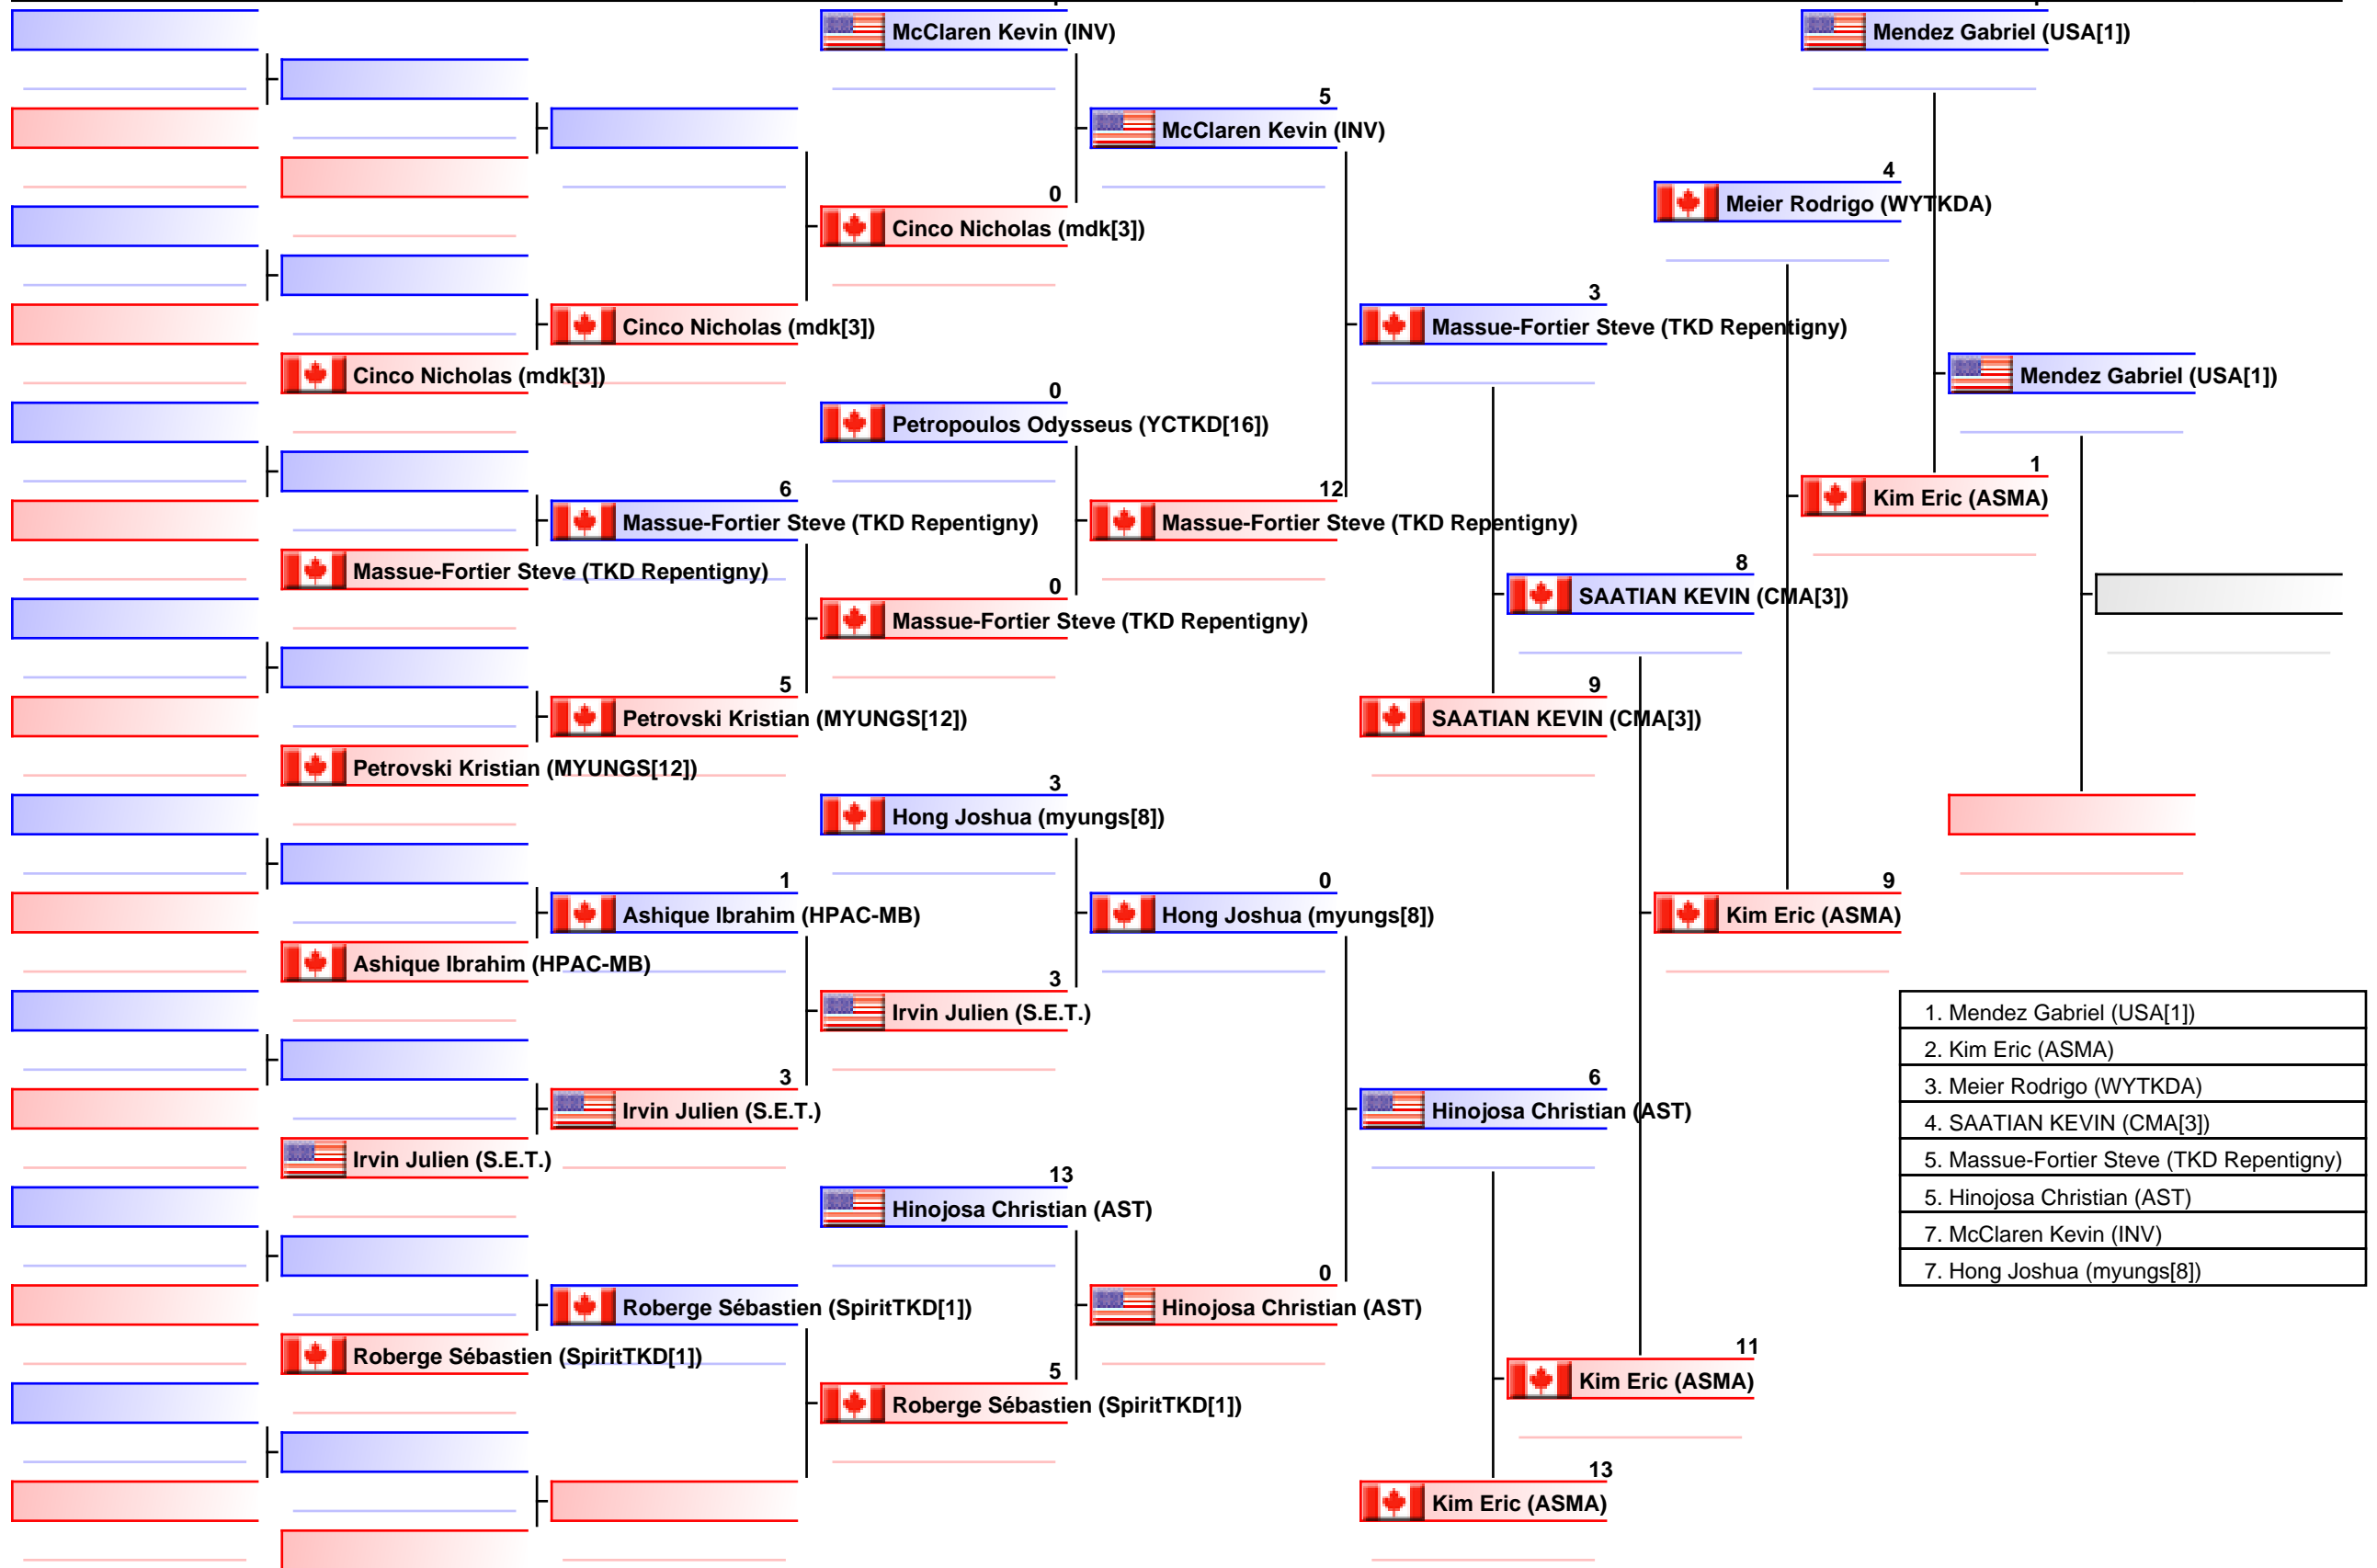 McClaren Kevin (INV)
Mendez Gabriel (USA[1])
5
McClaren Kevin (INV)
4
Meier Rodrigo (WYTKDA)
0
Cinco Nicholas (mdk[3])
3
Cinco Nicholas (mdk[3])
Massue-Fortier Steve (TKD Repentigny)
Cinco Nicholas (mdk[3])
Mendez Gabriel (USA[1])
0
Petropoulos Odysseus (YCTKD[16])
1
Kim Eric (ASMA)
6
12
Massue-Fortier Steve (TKD Repentigny)
Massue-Fortier Steve (TKD Repentigny)
Massue-Fortier Steve (TKD Repentigny)
8
SAATIAN KEVIN (CMA[3])
0
Massue-Fortier Steve (TKD Repentigny)
5
9
Petrovski Kristian (MYUNGS[12])
SAATIAN KEVIN (CMA[3])
Petrovski Kristian (MYUNGS[12])
3
Hong Joshua (myungs[8])
1
0
9
Ashique Ibrahim (HPAC-MB)
Hong Joshua (myungs[8])
Kim Eric (ASMA)
Ashique Ibrahim (HPAC-MB)
3
Irvin Julien (S.E.T.)
1. Mendez Gabriel (USA[1])
2. Kim Eric (ASMA)
3. Meier Rodrigo (WYTKDA)
4. SAATIAN KEVIN (CMA[3])
5. Massue-Fortier Steve (TKD Repentigny)
5. Hinojosa Christian (AST)
7. McClaren Kevin (INV)
7. Hong Joshua (myungs[8])
3
6
Irvin Julien (S.E.T.)
Hinojosa Christian (AST)
Irvin Julien (S.E.T.)
13
Hinojosa Christian (AST)
0
Roberge Sébastien (SpiritTKD[1])
Hinojosa Christian (AST)
Roberge Sébastien (SpiritTKD[1])
11
Kim Eric (ASMA)
5
Roberge Sébastien (SpiritTKD[1])
13
Kim Eric (ASMA)